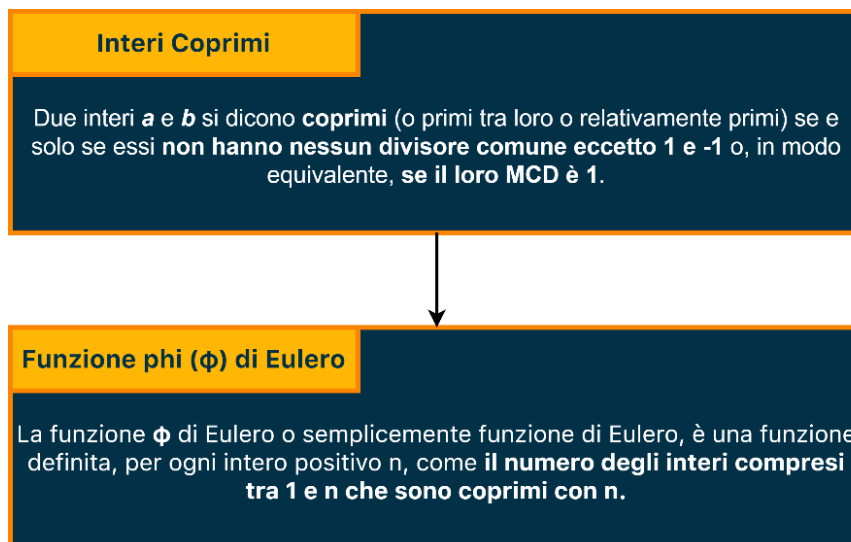 Interi Coprimi
Due interi a e b si dicono coprimi (o primi tra loro o relativamente primi) se e
solo se essi non hanno nessun divisore comune eccetto 1 e -1 o, in modo
equivalente, se il loro MCD è 1.
Funzione phi (ϕ) di Eulero
La funzione ϕ di Eulero o semplicemente funzione di Eulero, è una funzione
definita, per ogni intero positivo n, come il numero degli interi compresi
tra 1 e n che sono coprimi con n.